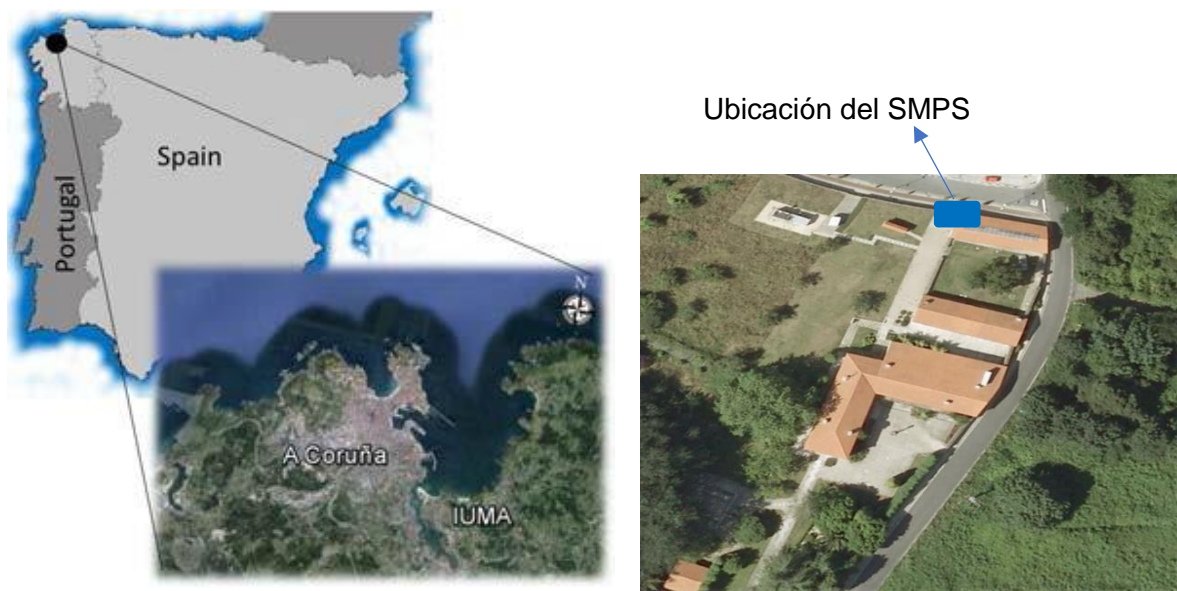 Ubicación del SMPS
Spain
Portugal
N
A Coruña
IUMA